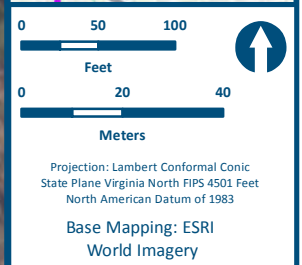 0 50 100
Feet
0 20 40
Meters
Projection: Lambert Conformal Conic
State Plane Virginia North FIPS 4501 Feet
North American Datum of 1983
Base Mapping: ESRI
World Imagery